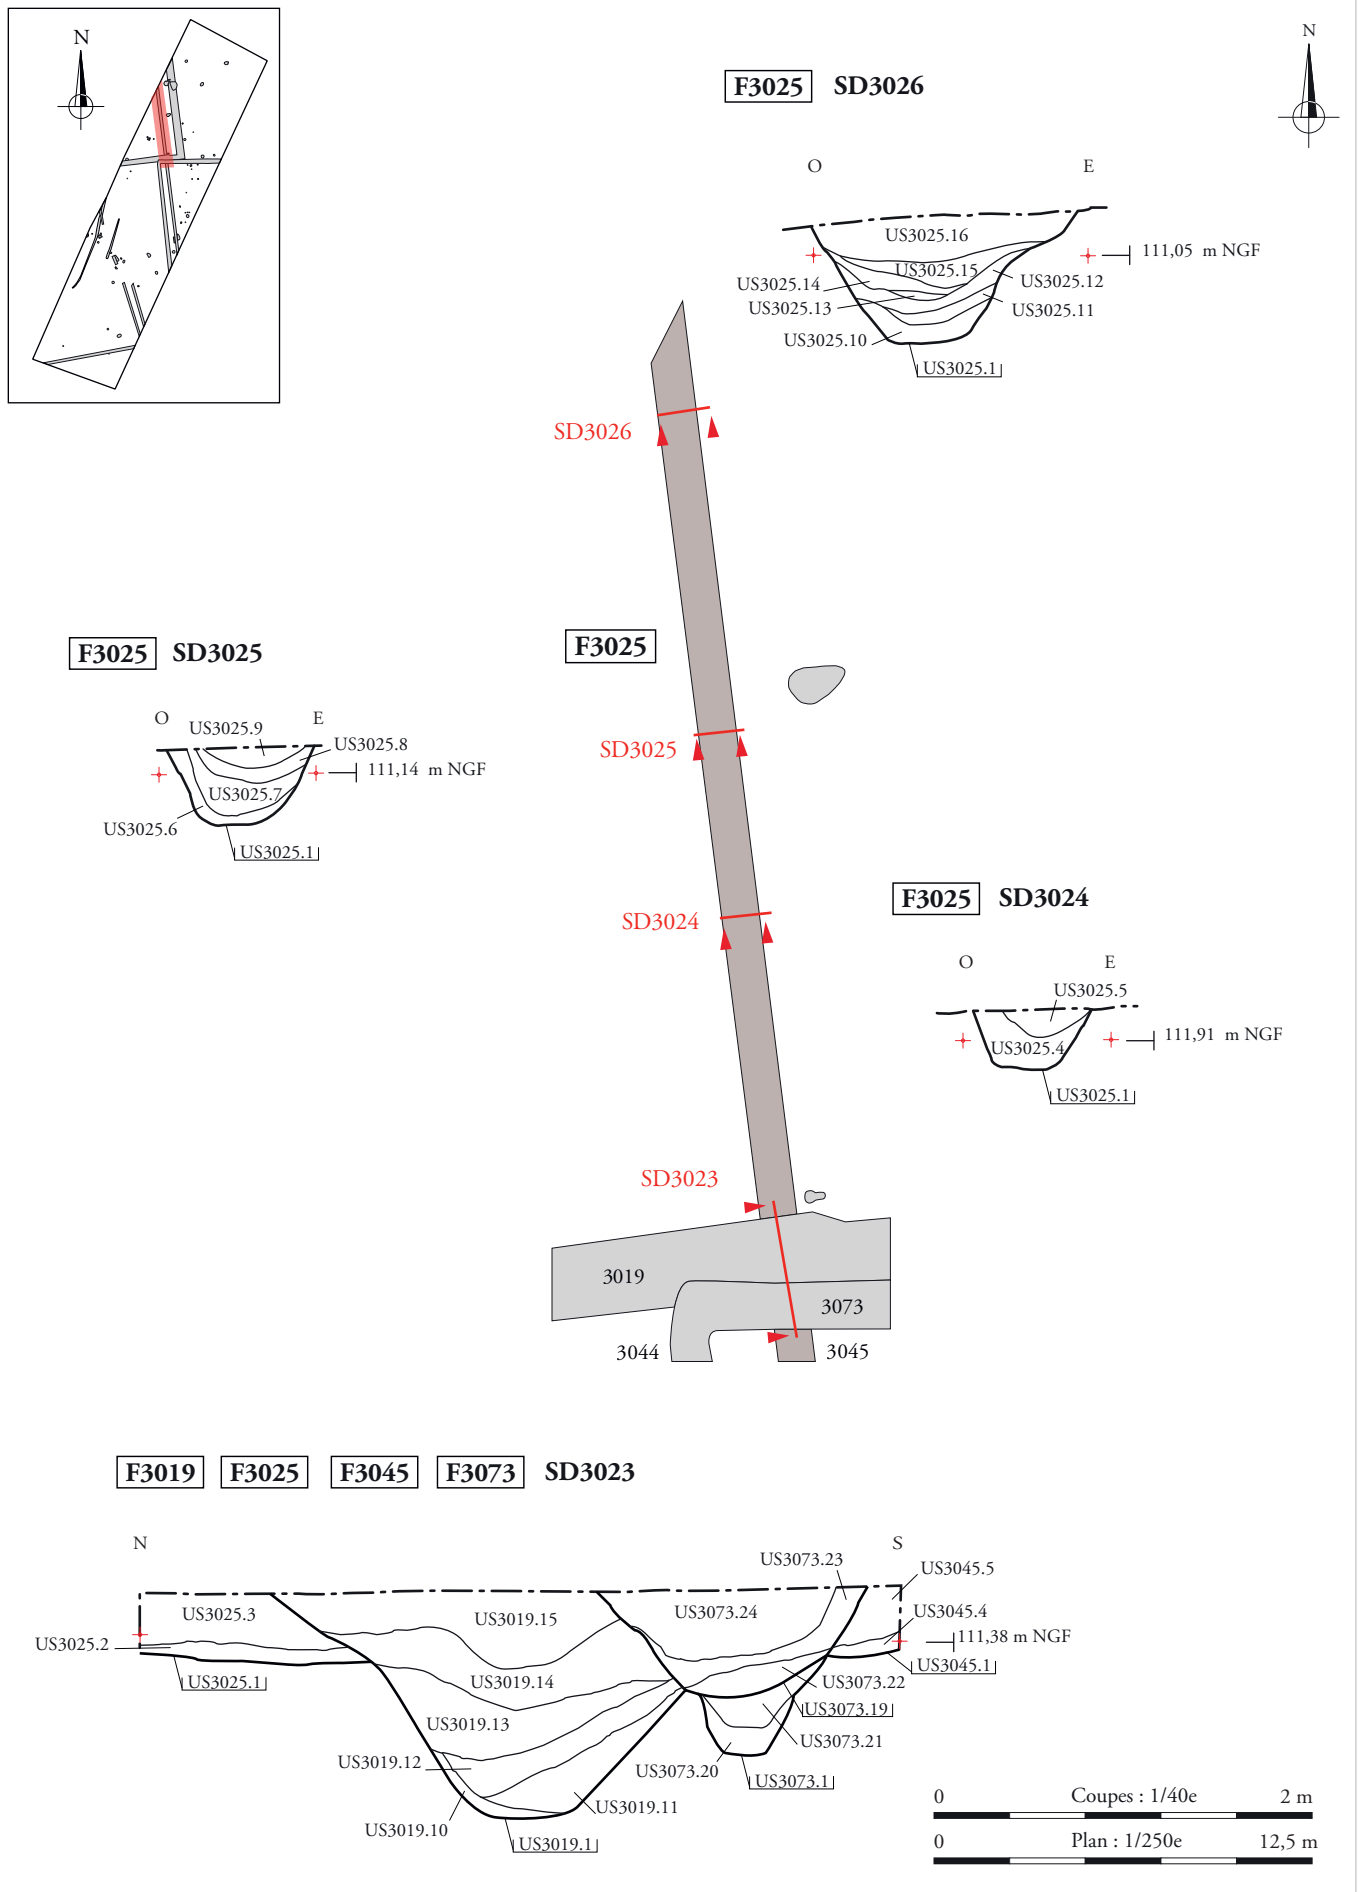 N
N
F3025 SD3026
O E
US3025.16
111,05 m NGF
US3025.15
US3025.14
US3025.12
US3025.13
US3025.11
US3025.10
US3025.1
SD3026
F3025
F3025 SD3025
O E
US3025.9
US3025.8
111,14 m NGF
US3025.7
US3025.6
US3025.1
SD3025
F3025 SD3024
SD3024
O E
US3025.5
111,91 m NGF
US3025.4
US3025.1
SD3023
3019
3073
3044
3045
F3019 F3025 F3045 F3073 SD3023
N S
US3073.23
US3045.5
US3025.3
US3019.15
US3073.24
US3045.4
US3025.2
111,38 m NGF
US3045.1
US3025.1
US3019.14
US3073.22
US3073.19
US3019.13
US3073.21
US3019.12
US3073.20
US3073.1
US3019.11
US3019.10
US3019.1
0 Coupes : 1/40e 2 m
0 Plan : 1/250e 12,5 m